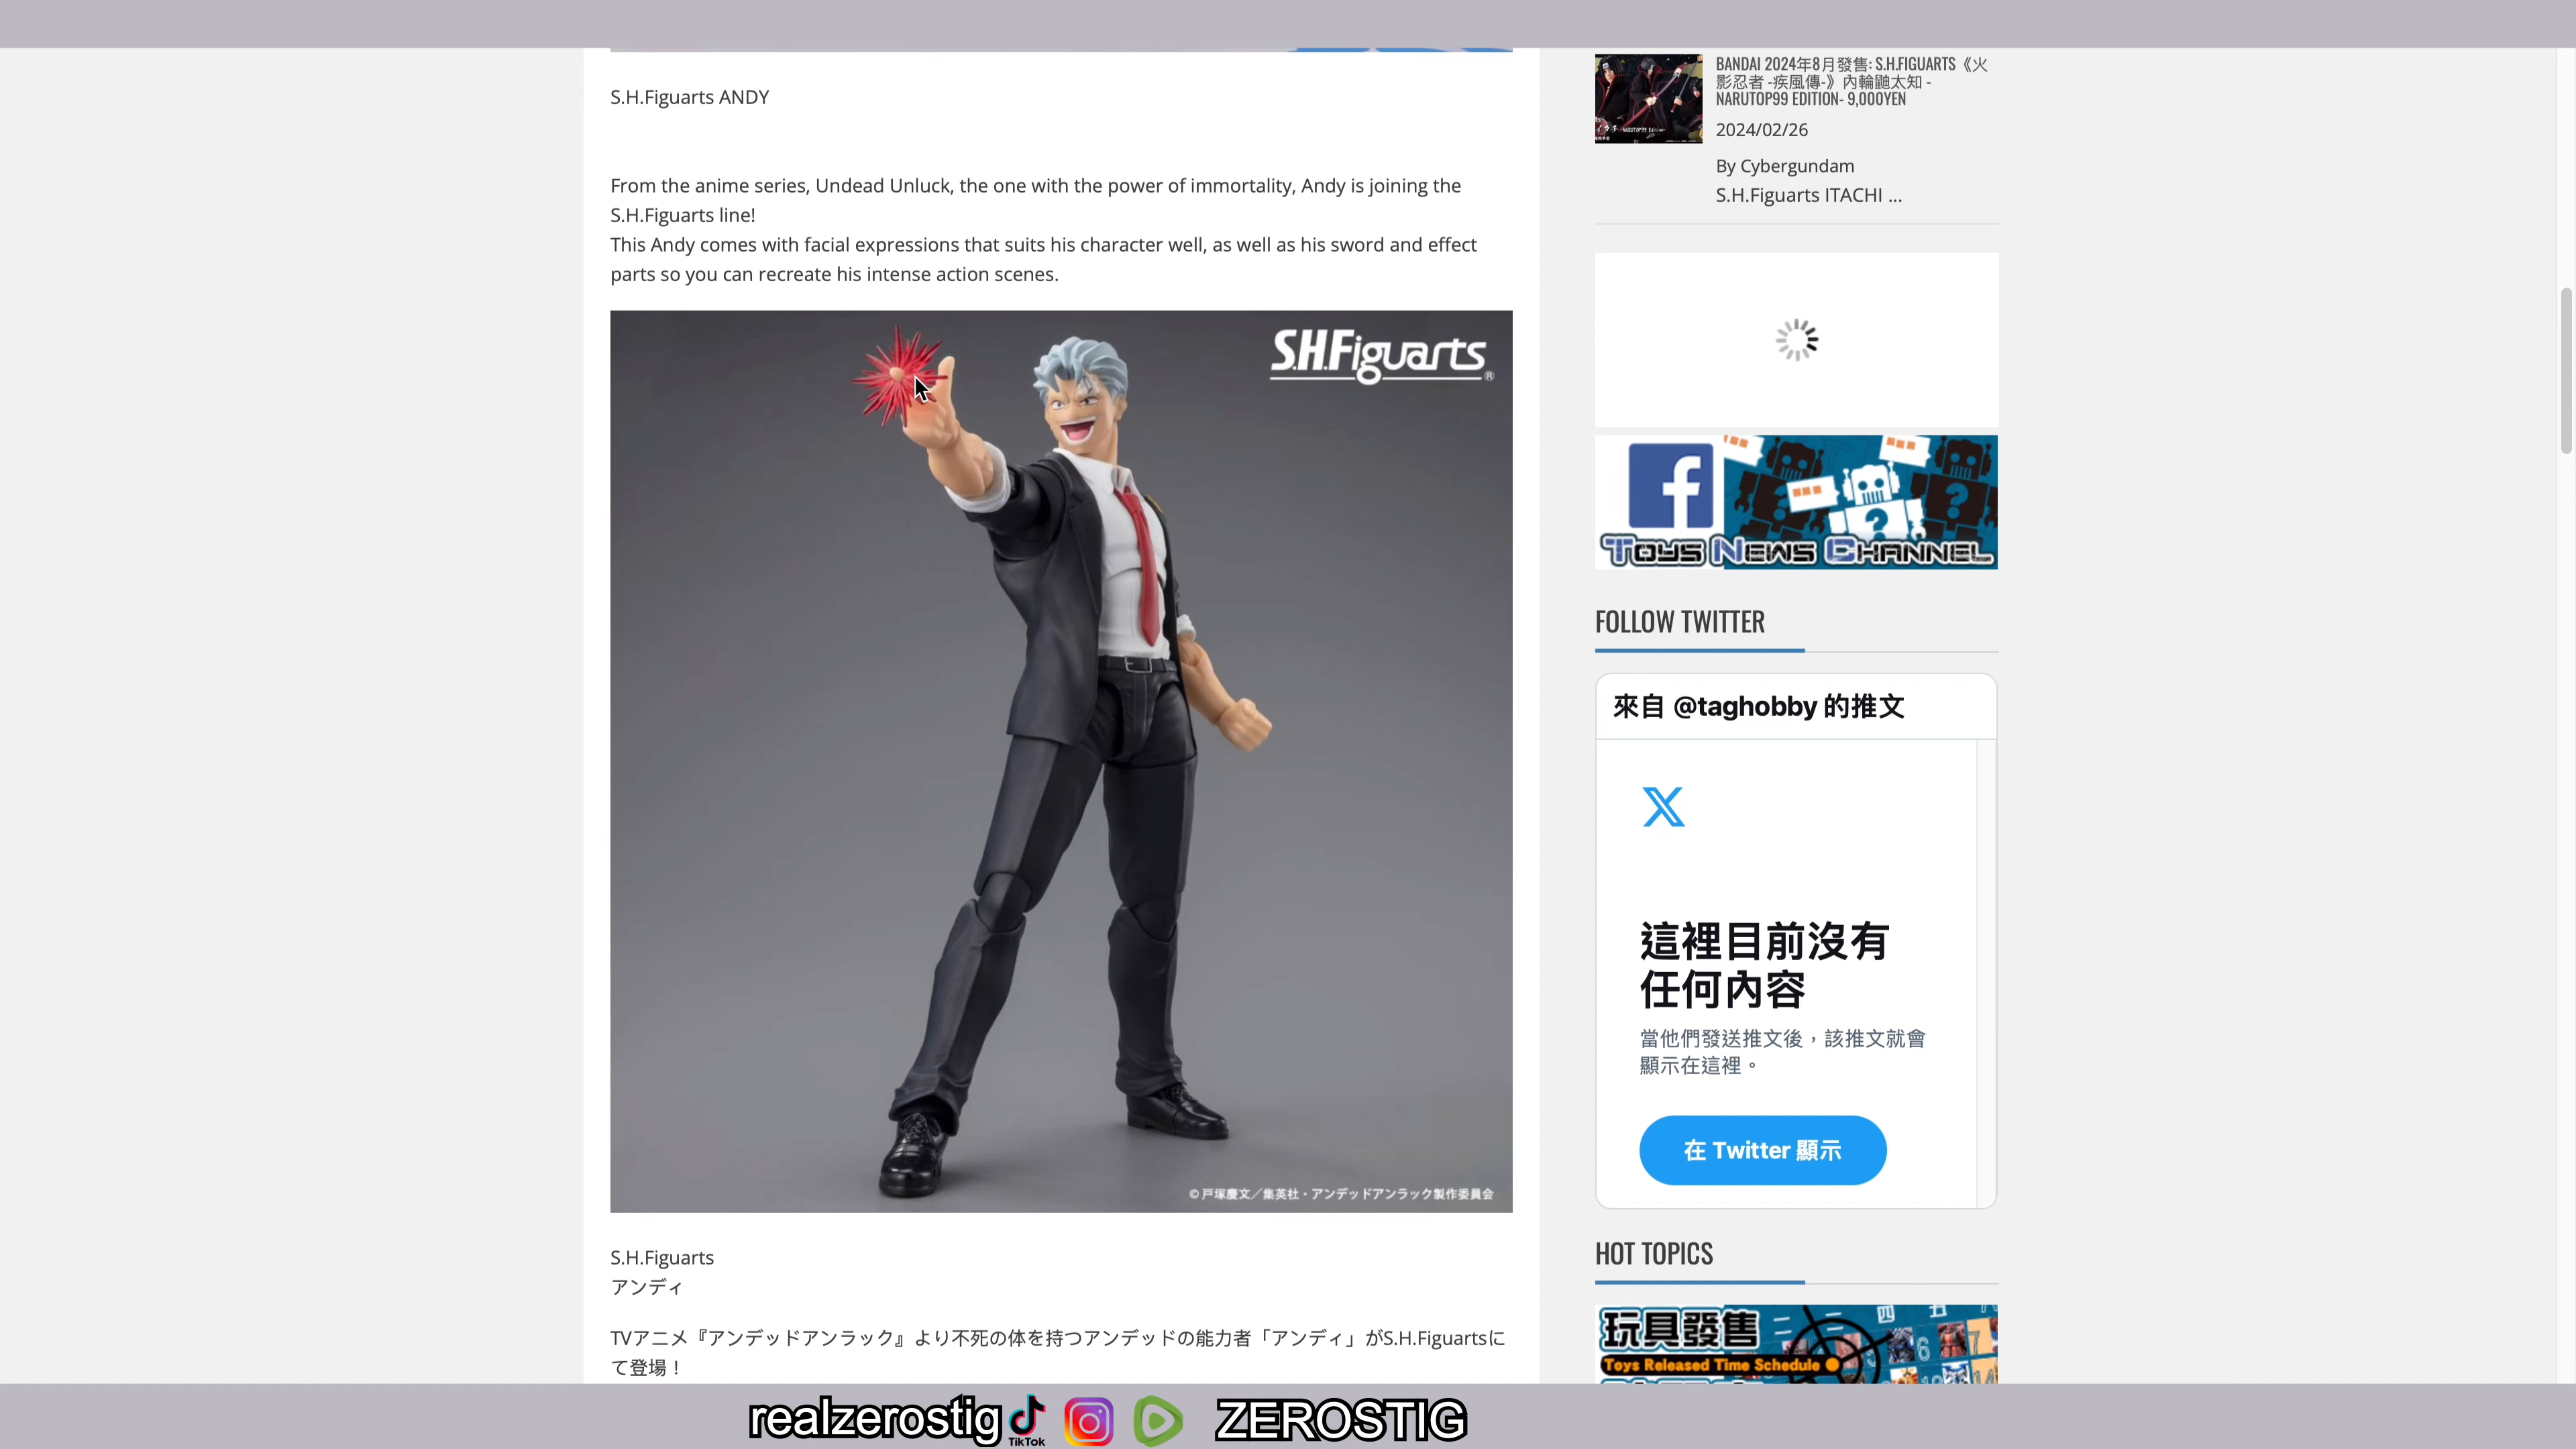 S.H.Figuarts ANDY
From the anime series, Undead Unluck, the one with the power of immortality, Andy is joining the
S.H.Figuarts line!
This Andy comes with facial expressions that suits his character well, as well as his sword and effect
parts so you can recreate his intense action scenes.
S.H.Figuarts®
©戸塚慶文／集英社・アンデッドアンラック製作委員会
S.H.Figuarts
アンディ
TVアニメ『アンデッドアンラック』より不死の体を持つアンデッドの能力者「アンディ」がS.H.Figuartsに
て登場！
BANDAI 2024年8月發售: S.H.FIGUARTS《火
影忍者 -疾風傳-》內輪鼬太知 -
NARUTOP99 EDITION- 9,000YEN
2024/02/26
By Cybergundam
S.H.Figuarts ITACHI ...
-NARUTOP99 Edition-
f
TOYS NEWS CHANNEL
FOLLOW TWITTER
來自 @taghobby 的推文
這裡目前沒有
任何內容
當他們發送推文後，該推文就會
顯示在這裡。
在 Twitter 顯示
HOT TOPICS
玩具發售
Toys Released Time Schedule
二 四 五
6 7
realzerostig TikTok ZEROSTIG